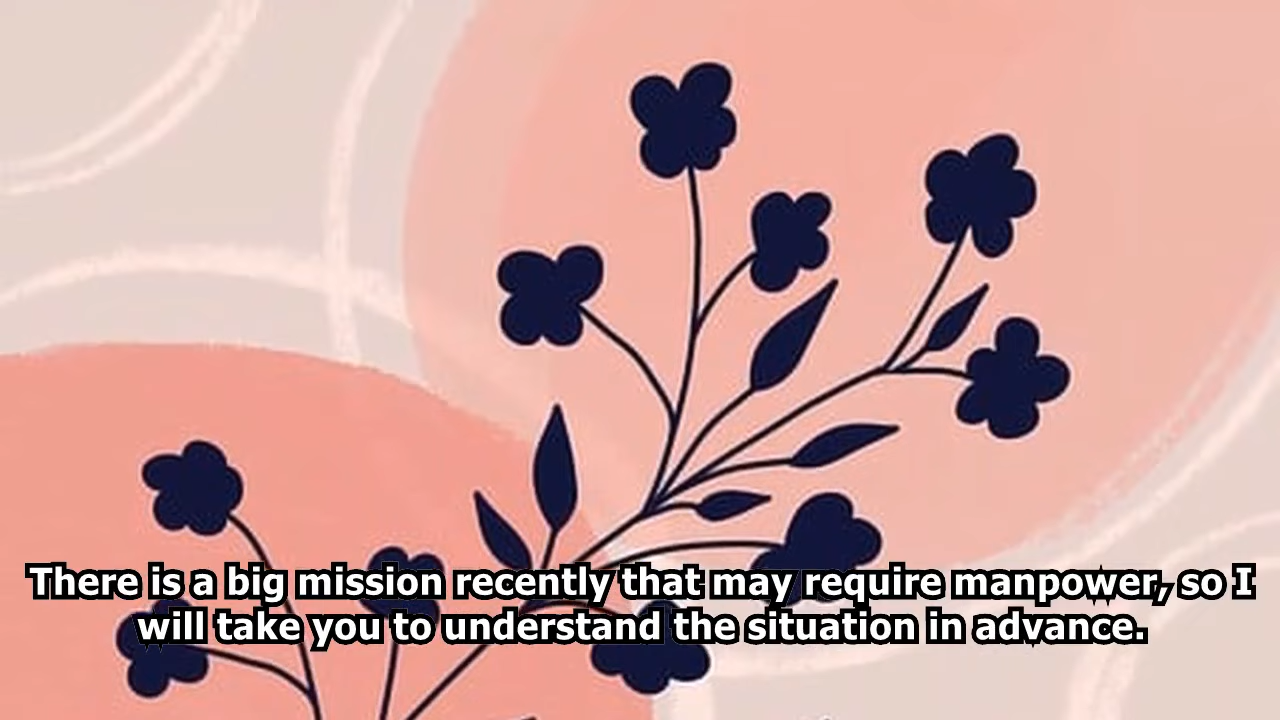 There is a big mission recently that may require manpower, so I
will take you to understand the situation in advance.